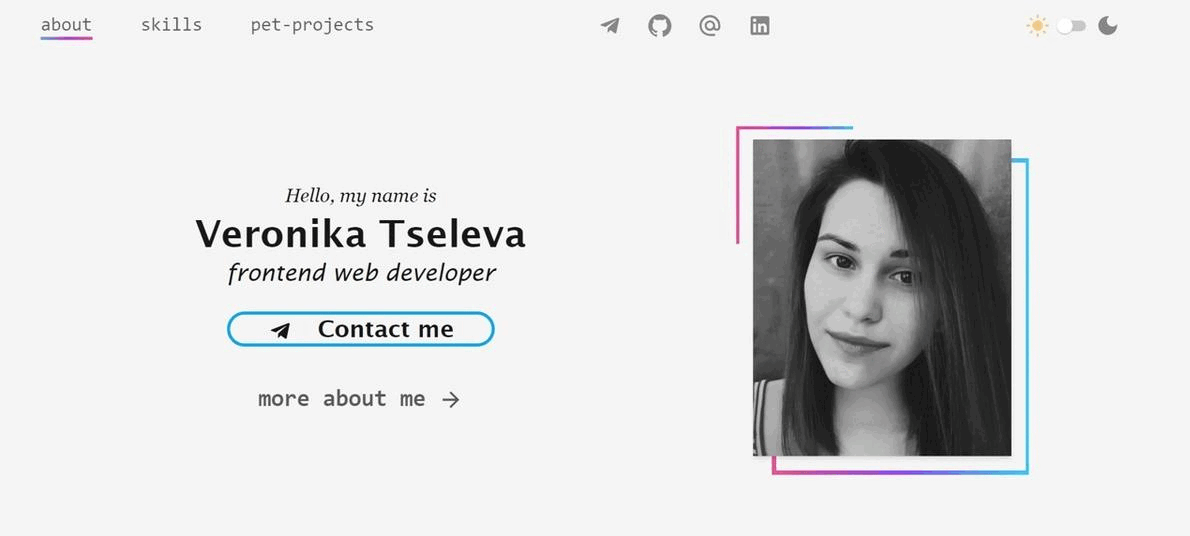 about
skills
pet-projects
Hello, my name is
Veronika Tseleva
frontend web developer
Contact me
more about me →